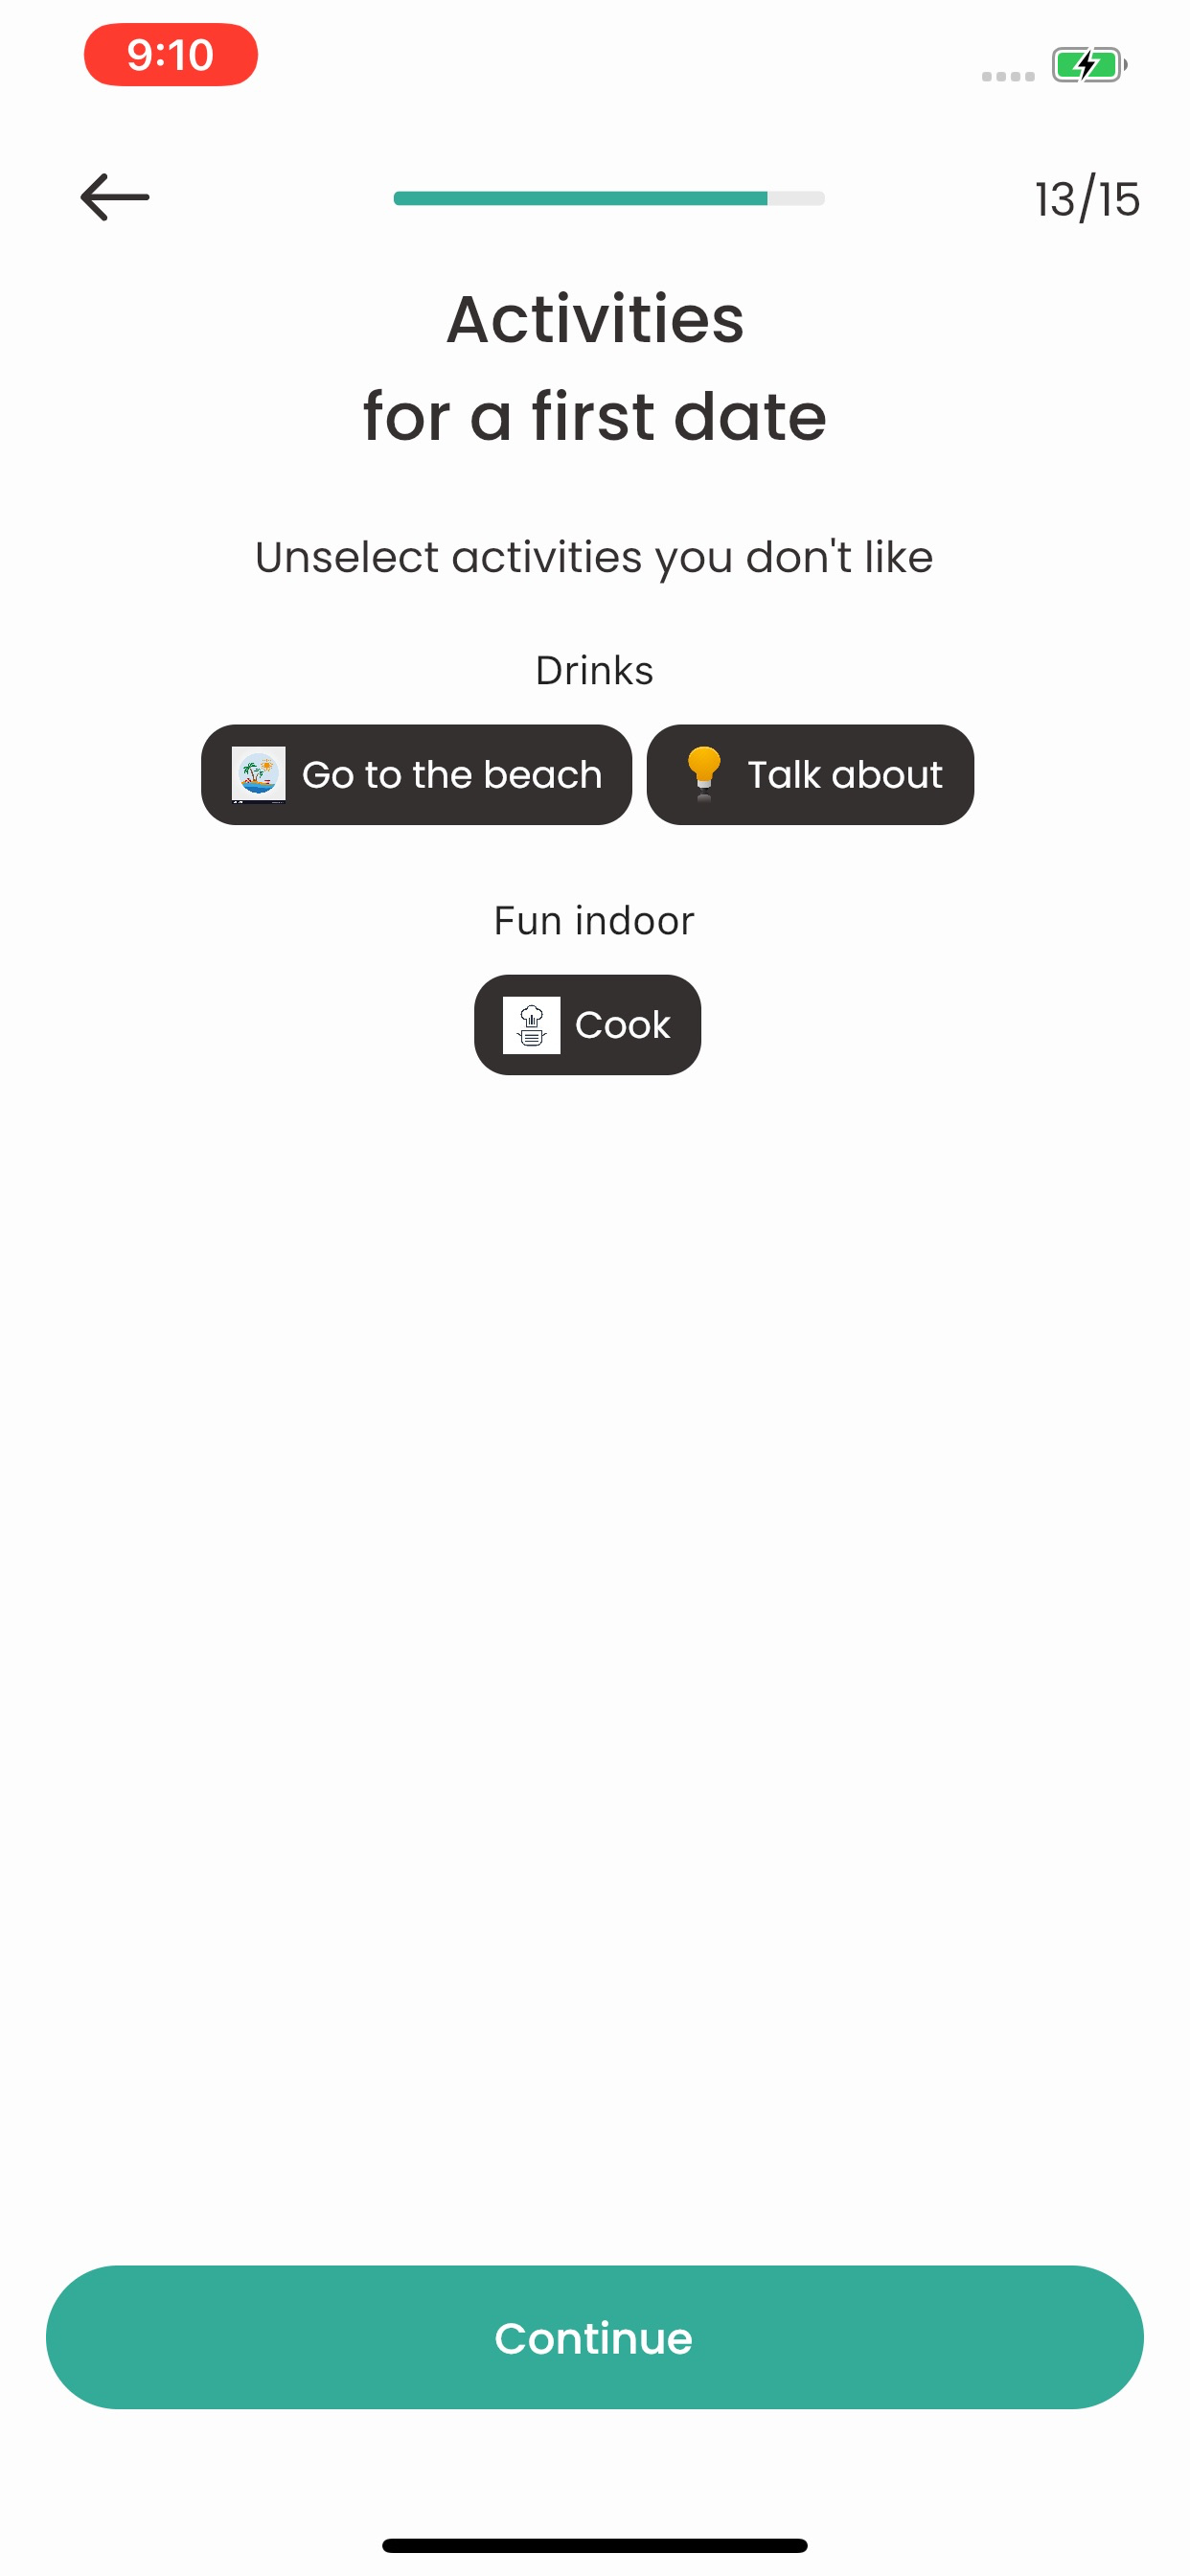 9:10
13/15
Activities
for a first date
Unselect activities you don't like
Drinks
Go to the beach
Talk about
Fun indoor
Cook
Continue